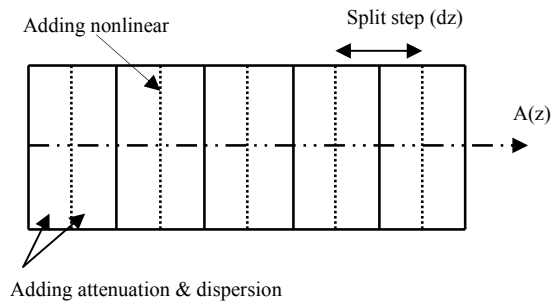 Split step (dz)
Adding nonlinear
A(z)
Adding attenuation & dispersion